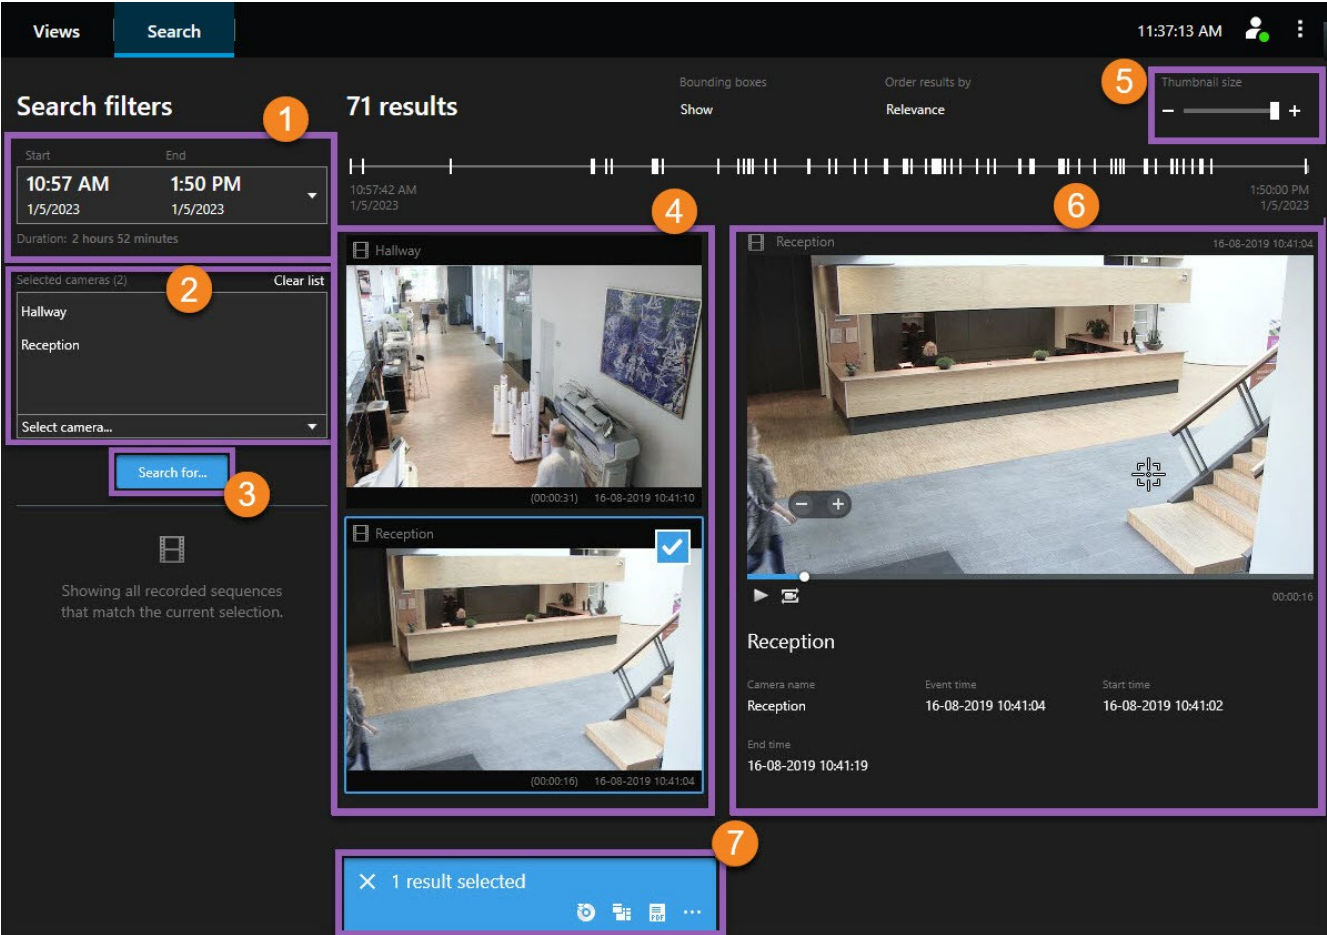 Views
Search
11:37:13 AM
5
Search filters
1
71 results
Bounding boxes
Show
Order results by
Relevance
Thumbnail size
Start
End
10:57 AM
1:50 PM
1/5/2023
1/5/2023
Duration: 2 hours 52 minutes
10:57:42 AM
1/5/2023
1:50:00 PM
1/5/2023
4
6
2
Selected cameras (2)
Clear list
Hallway
Reception
Select camera...
Search for...
3
Showing all recorded sequences
that match the current selection.
Hallway
(00:00:31) 16-08-2019 10:41:10
Reception
(00:00:16) 16-08-2019 10:41:04
Reception
16-08-2019 10:41:04
00:00:16
Reception
Camera name
Reception
Event time
16-08-2019 10:41:04
Start time
16-08-2019 10:41:02
End time
16-08-2019 10:41:19
7
1 result selected
PDF